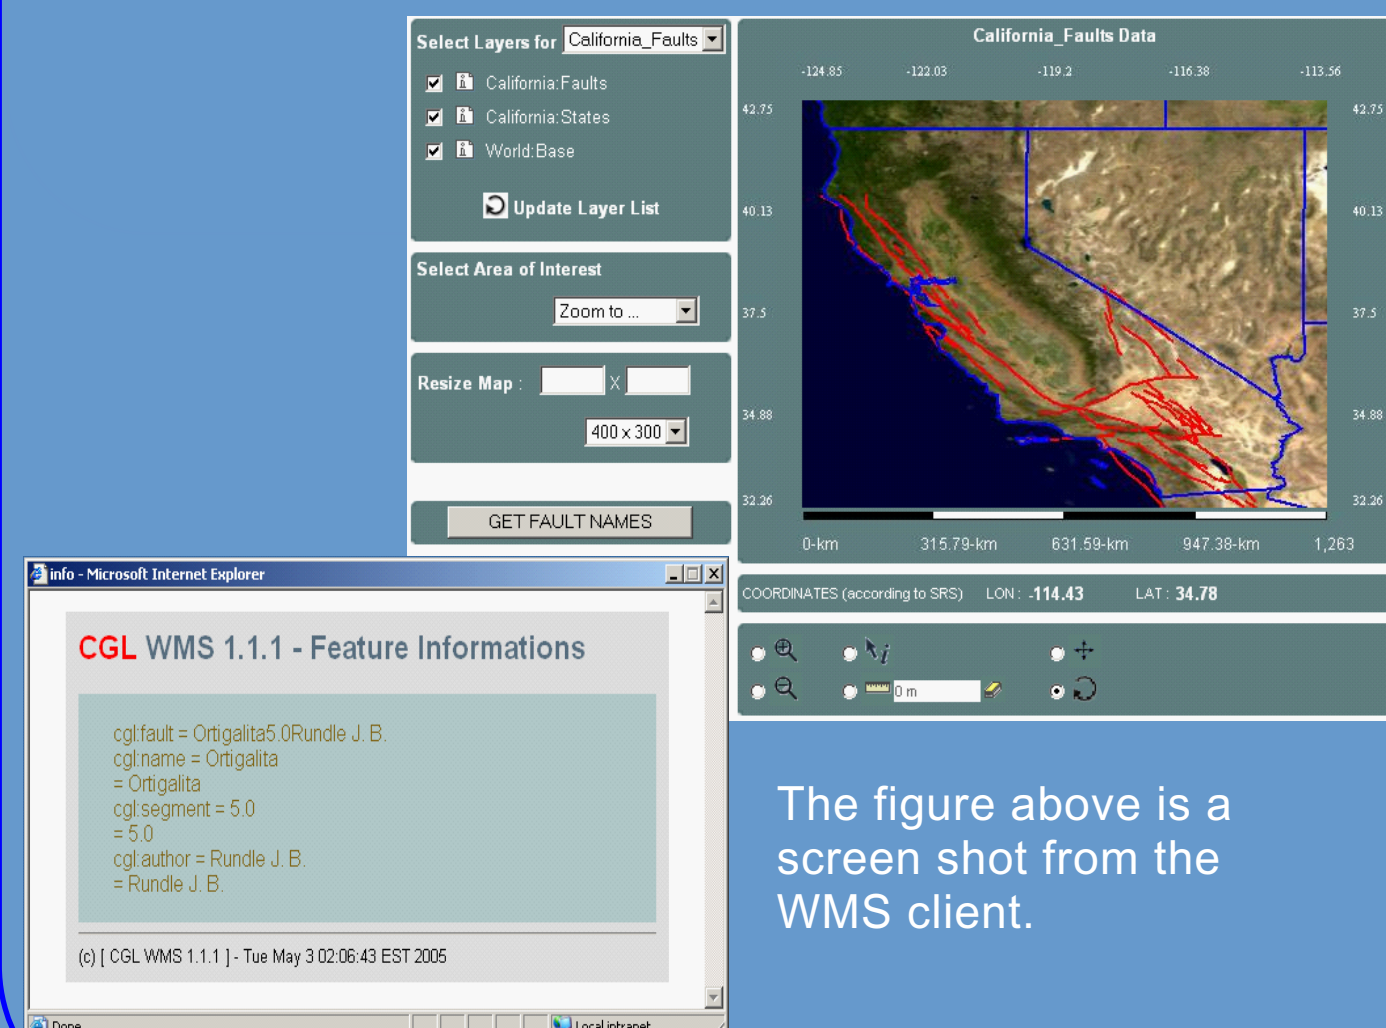 Select Layers for California_Faults
California:Faults
California:States
World:Base
Update Layer List
Select Area of Interest
Zoom to ...
Resize Map : X
400 x 300
GET FAULT NAMES
California_Faults Data
-124.85 -122.03 -119.2 -116.38 -113.56
42.75 42.75
40.13 40.13
37.5 37.5
34.88 34.88
32.26 32.26
0-km 315.79-km 631.59-km 947.38-km 1,263
COORDINATES (according to SRS) LON : -114.43 LAT : 34.78
0 m
info - Microsoft Internet Explorer
CGL WMS 1.1.1 - Feature Informations
cgl:fault = Ortigalita5.0Rundle J. B.
cgl:name = Ortigalita
= Ortigalita
cgl:segment = 5.0
= 5.0
cgl:author = Rundle J. B.
= Rundle J. B.
(c) [ CGL WMS 1.1.1 ] - Tue May 3 02:06:43 EST 2005
Done Local intranet
The figure above is a
screen shot from the
WMS client.